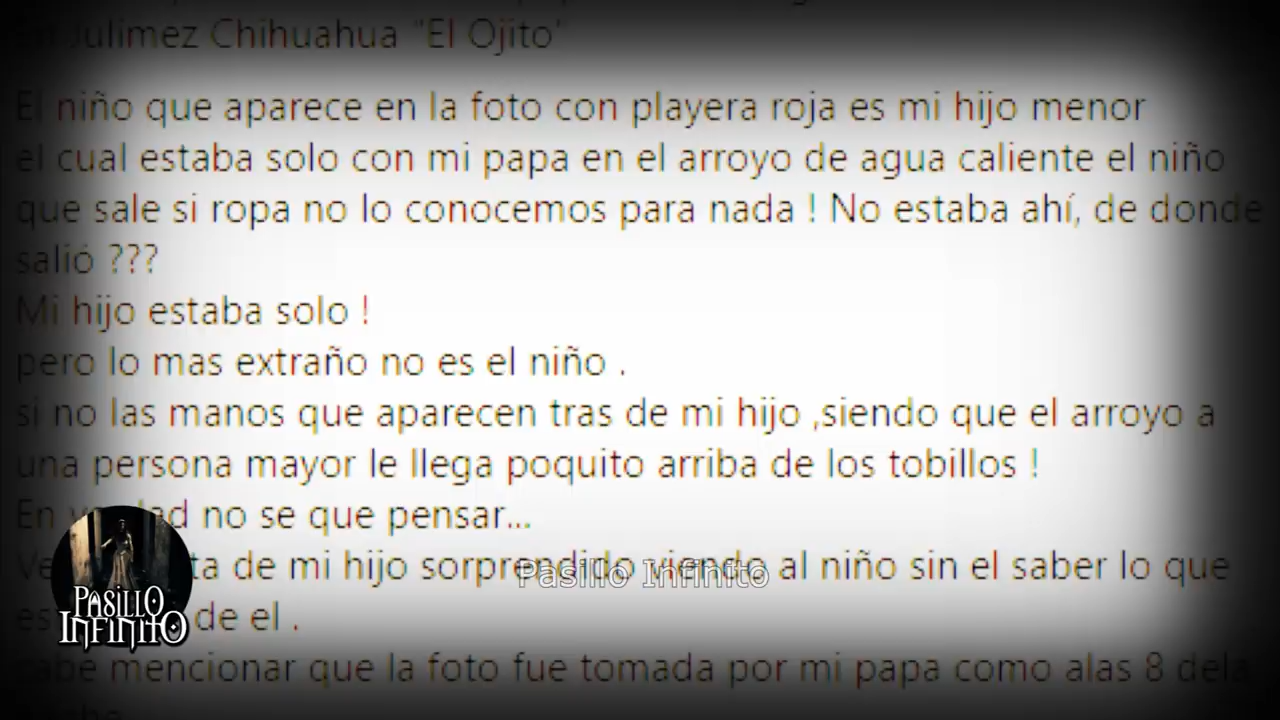 Julimez Chihuahua "El Ojito'
El niño que aparece en la foto con playera roja es mi hijo menor
el cual estaba solo con mi papa en el arroyo de agua caliente el niño
que sale si ropa no lo conocemos para nada ! No estaba ahí, de donde
salió ???
Mi hijo estaba solo !
pero lo mas extraño no es el niño .
si no las manos que aparecen tras de mi hijo ,siendo que el arroyo a
una persona mayor le llega poquito arriba de los tobillos !
En no se que pensar...
de mi hijo sorprendido viendo al niño sin el saber lo que
de el .
cabe mencionar que la foto fue tomada por mi papa como alas 8 dela
Pasillo Infinito
PASILLO
INFINITO